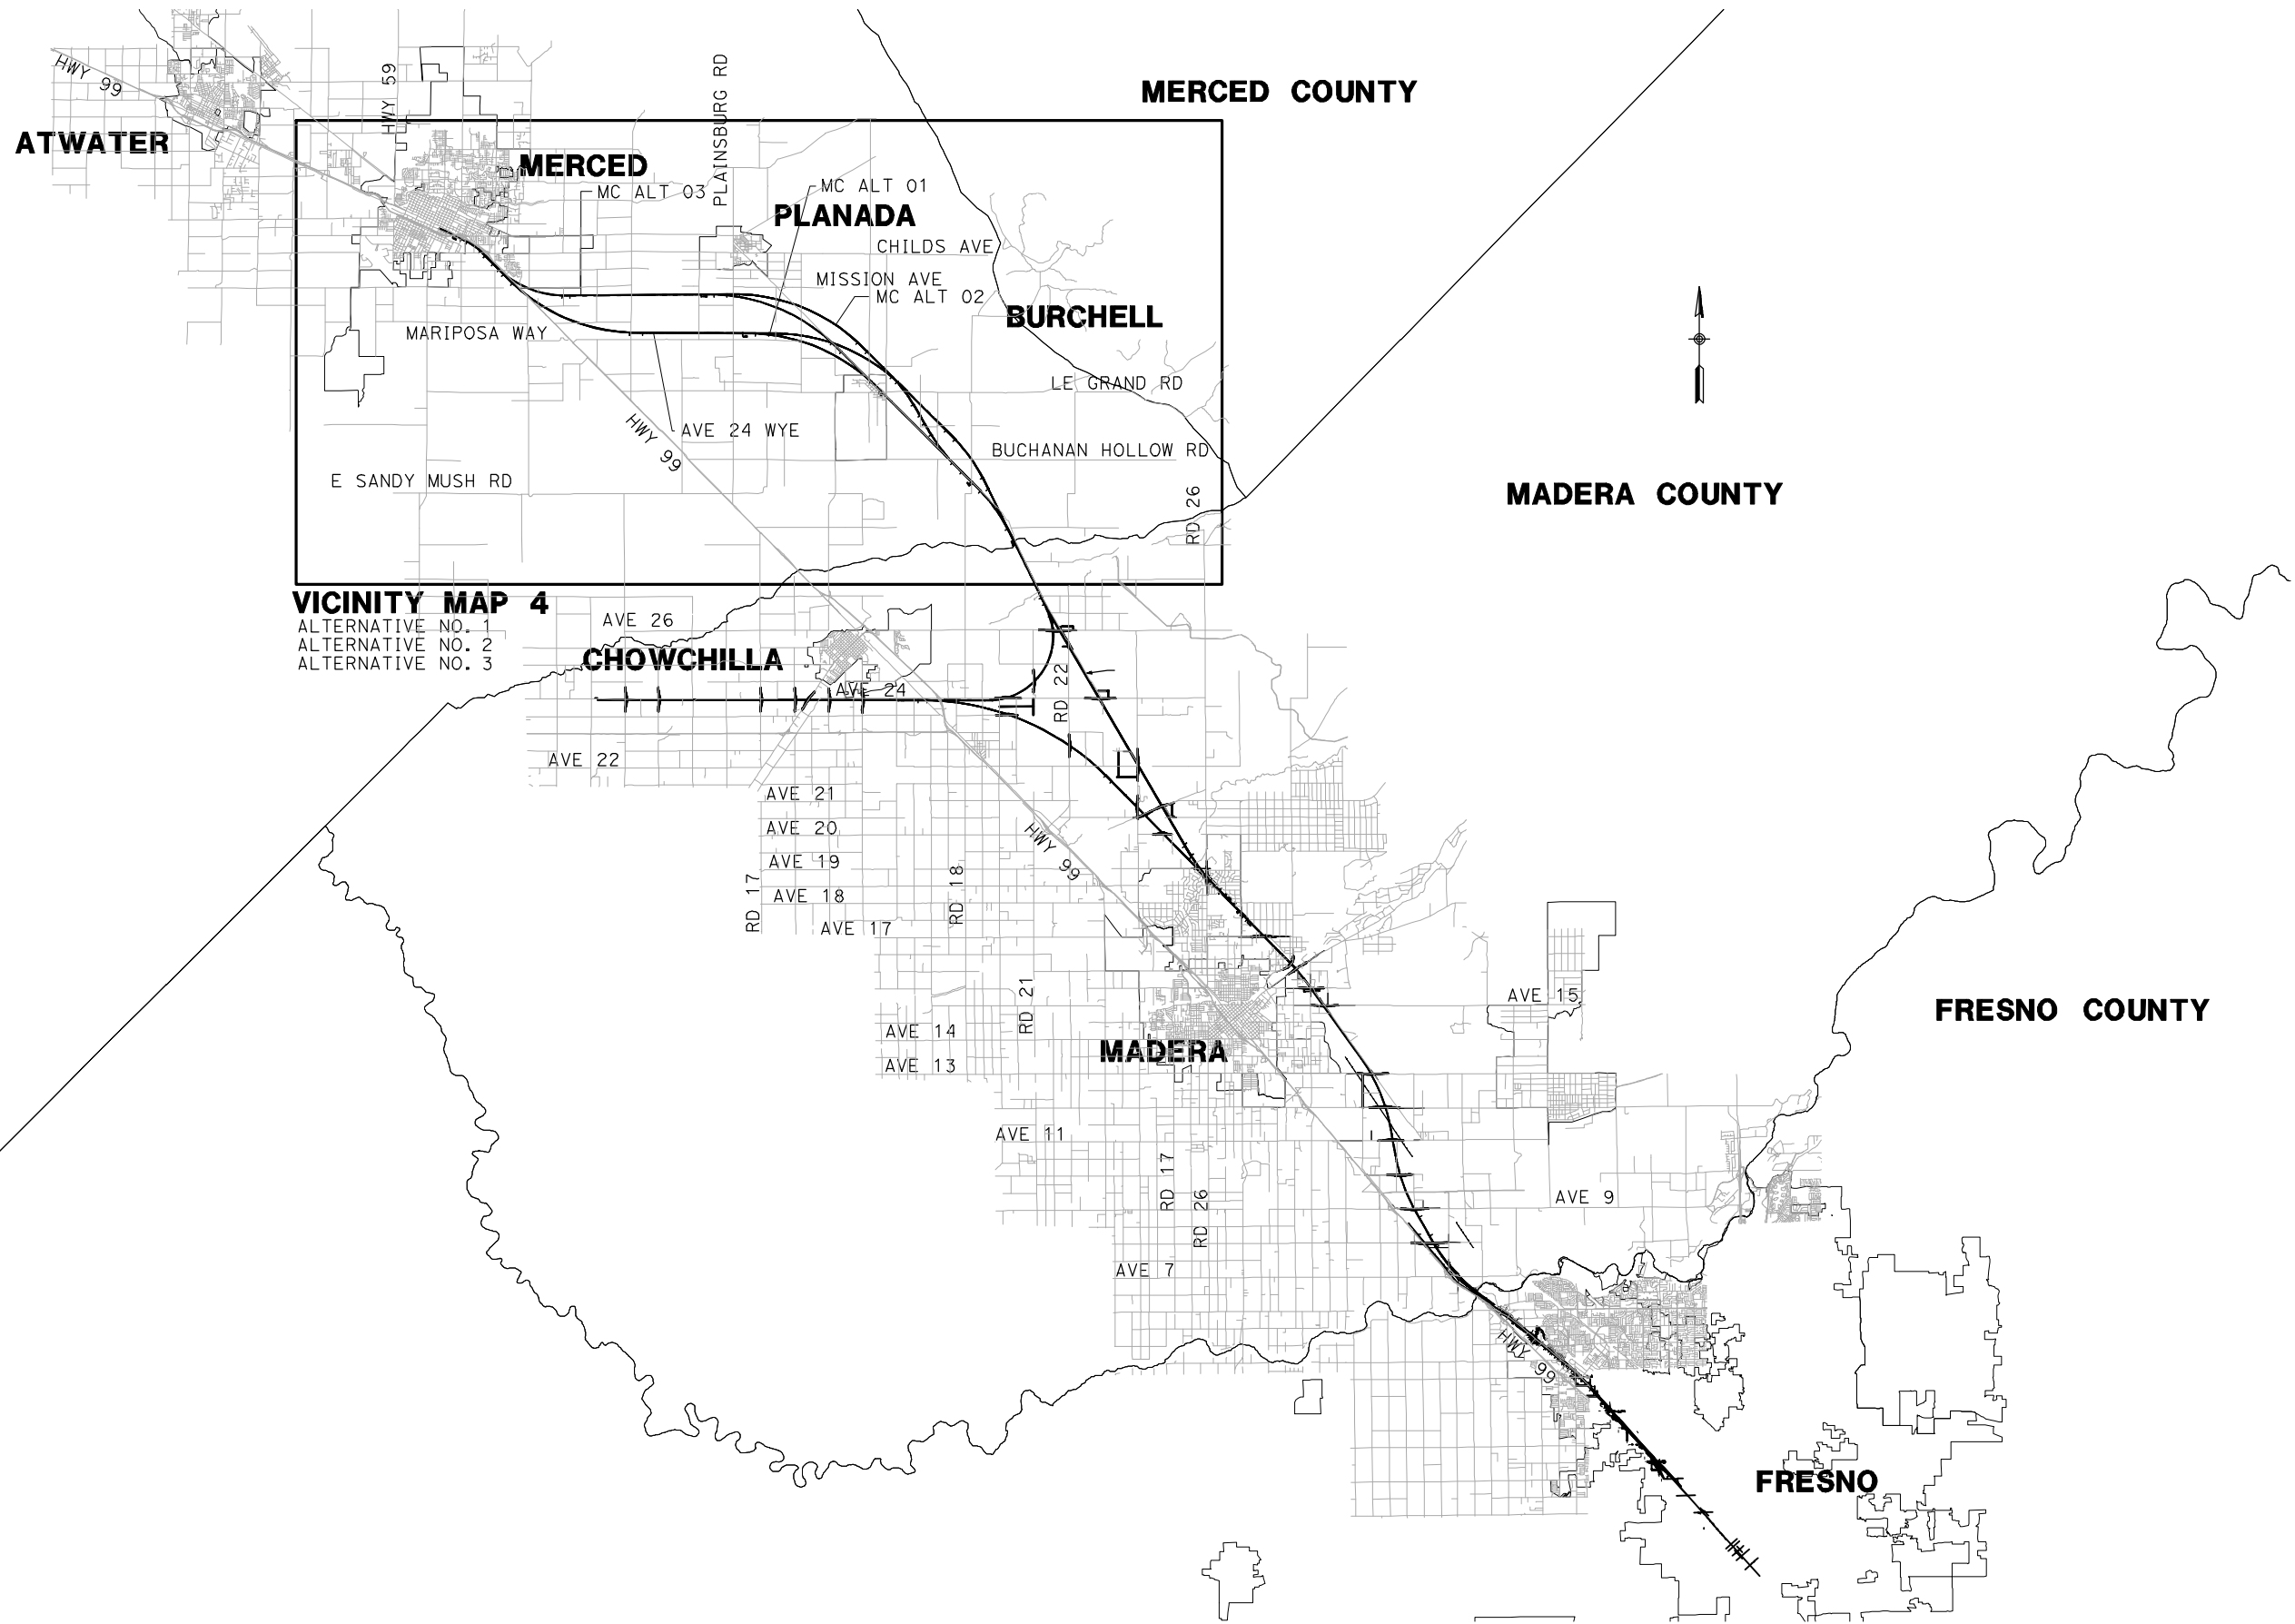 HWY 99
HWY 59
PLAINSBURG RD
MERCED COUNTY
ATWATER
MERCED
MC ALT 03
MC ALT 01
PLANADA
CHILDS AVE
MISSION AVE
MC ALT 02
BURCHELL
MARIPOSA WAY
LE GRAND RD
AVE 24 WYE
HWY 99
BUCHANAN HOLLOW RD
E SANDY MUSH RD
RD 26
MADERA COUNTY
VICINITY MAP 4
ALTERNATIVE NO. 1
ALTERNATIVE NO. 2
ALTERNATIVE NO. 3
AVE 26
CHOWCHILLA
AVE 24
RD 22
AVE 22
AVE 21
AVE 20
HWY 99
AVE 19
RD 17
AVE 18
RD 18
AVE 17
RD 21
AVE 15
FRESNO COUNTY
AVE 14
MADERA
AVE 13
AVE 11
RD 17
RD 26
AVE 9
AVE 7
HWY 99
FRESNO